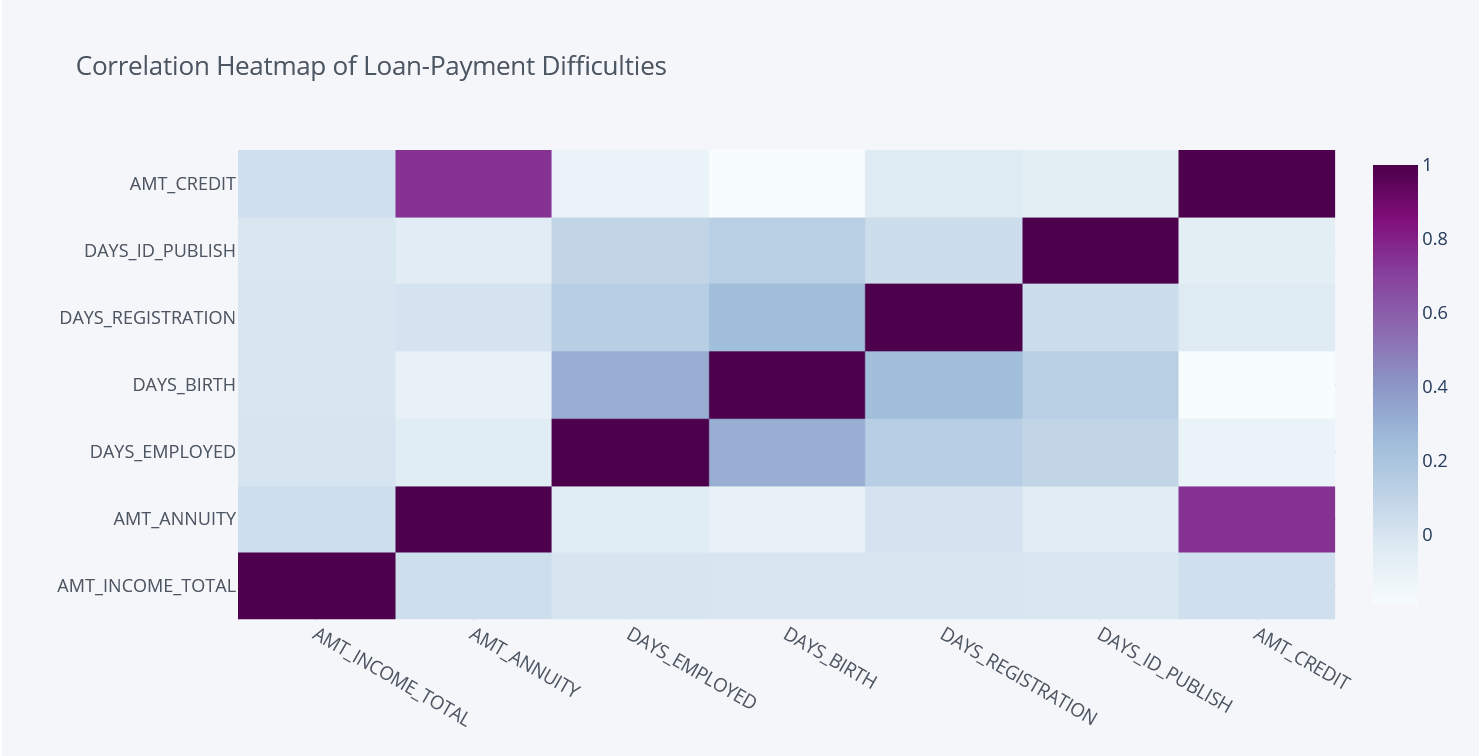 Correlation Heatmap of Loan-Payment Difficulties
AMT_CREDIT
DAYS_ID_PUBLISH
DAYS_REGISTRATION
DAYS_BIRTH
DAYS_EMPLOYED
AMT_ANNUITY
AMT_INCOME_TOTAL
AMT_INCOME_TOTAL
AMT_ANNUITY
DAYS_EMPLOYED
DAYS_BIRTH
DAYS_REGISTRATION
DAYS_ID_PUBLISH
AMT_CREDIT
1
0.8
0.6
0.4
0.2
0